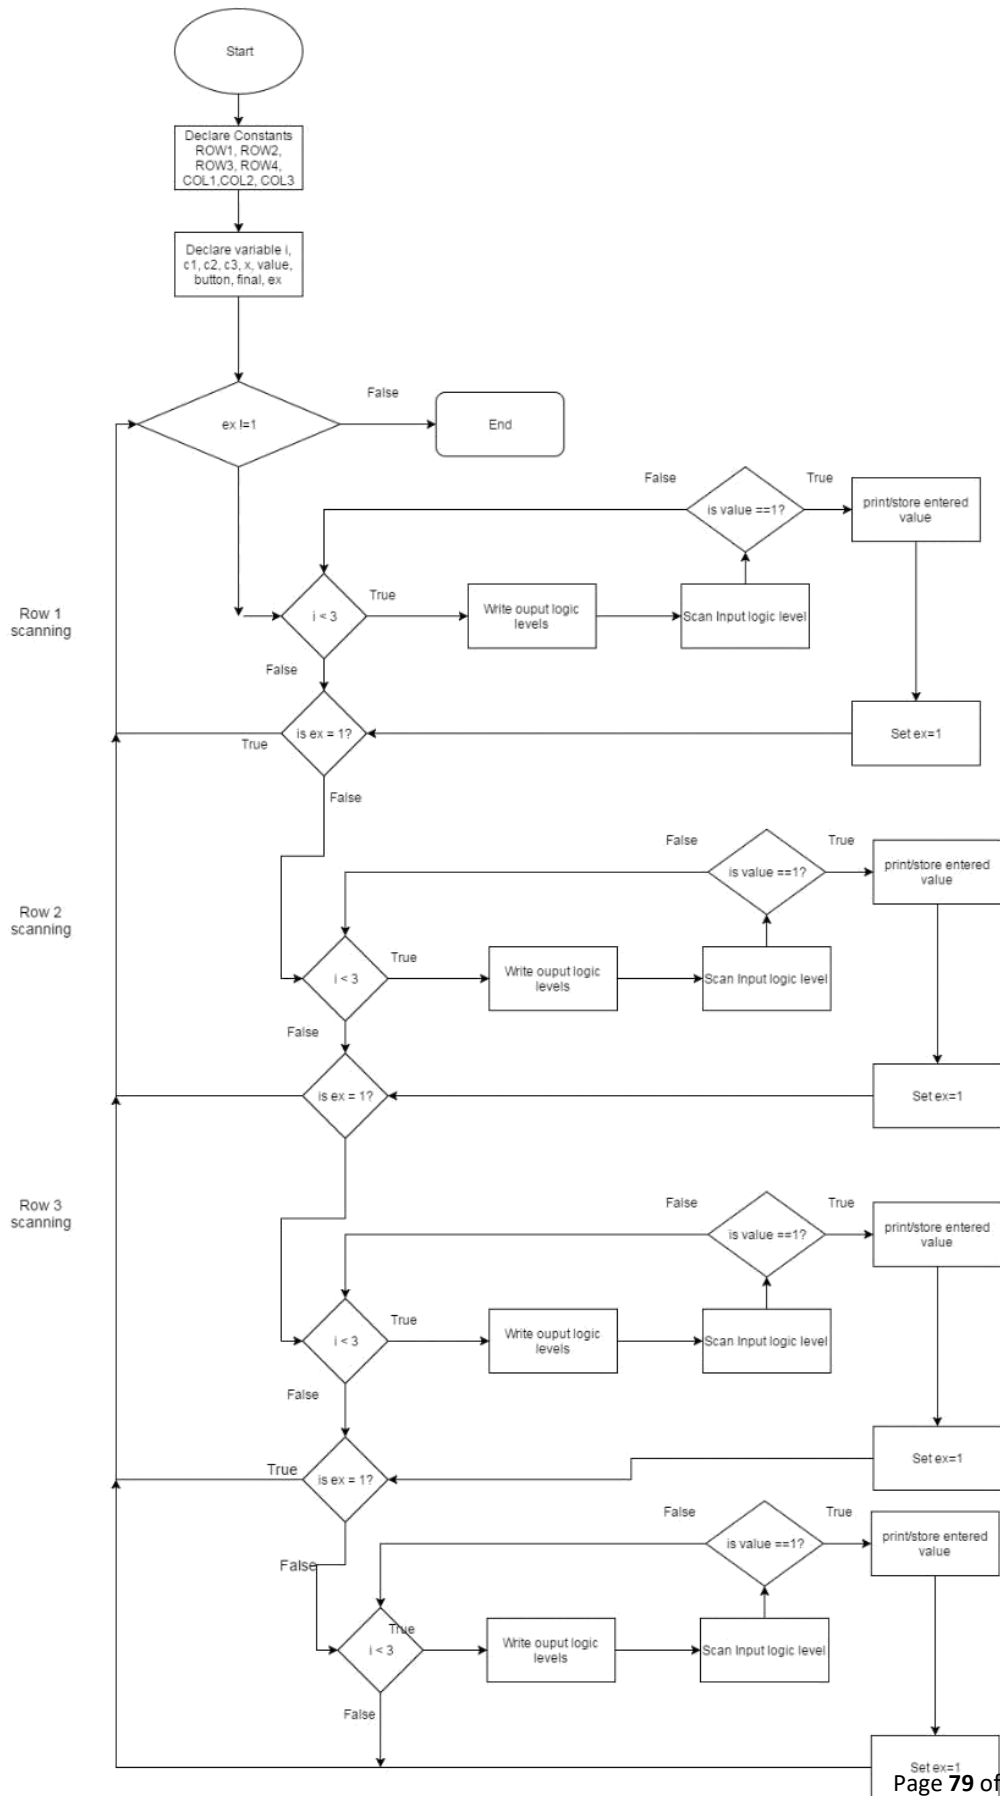 Start
Declare Constants
ROW1, ROW2,
ROW3, ROW4,
COL1,COL2, COL3
Declare variable i,
c1, c2, c3, x, value,
button, final, ex
ex !=1
False
End
False
is value ==1?
True
print/store entered
value
Row 1
scanning
i < 3
True
Write ouput logic
levels
Scan Input logic level
False
is ex = 1?
True
Set ex=1
False
False
is value ==1?
True
print/store entered
value
Row 2
scanning
i < 3
True
Write ouput logic
levels
Scan Input logic level
False
is ex = 1?
Set ex=1
Row 3
scanning
False
is value ==1?
True
print/store entered
value
i < 3
True
Write ouput logic
levels
Scan Input logic level
False
True
is ex = 1?
Set ex=1
False
False
is value ==1?
True
print/store entered
value
i < 3
True
Write ouput logic
levels
Scan Input logic level
False
Set ex=1
Page 79 of